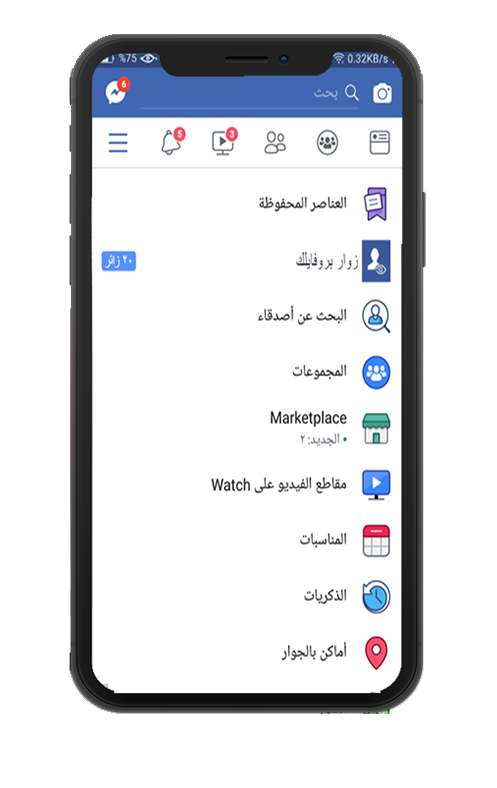 %75
0.32KB/s
6
بحث
5
3
العناصر المحفوظة
زوار بروفايلك
٢٠ زائر
البحث عن أصدقاء
المجموعات
Marketplace
• الجديد: ٢
مقاطع الفيديو على Watch
المناسبات
الذكريات
أماكن بالجوار